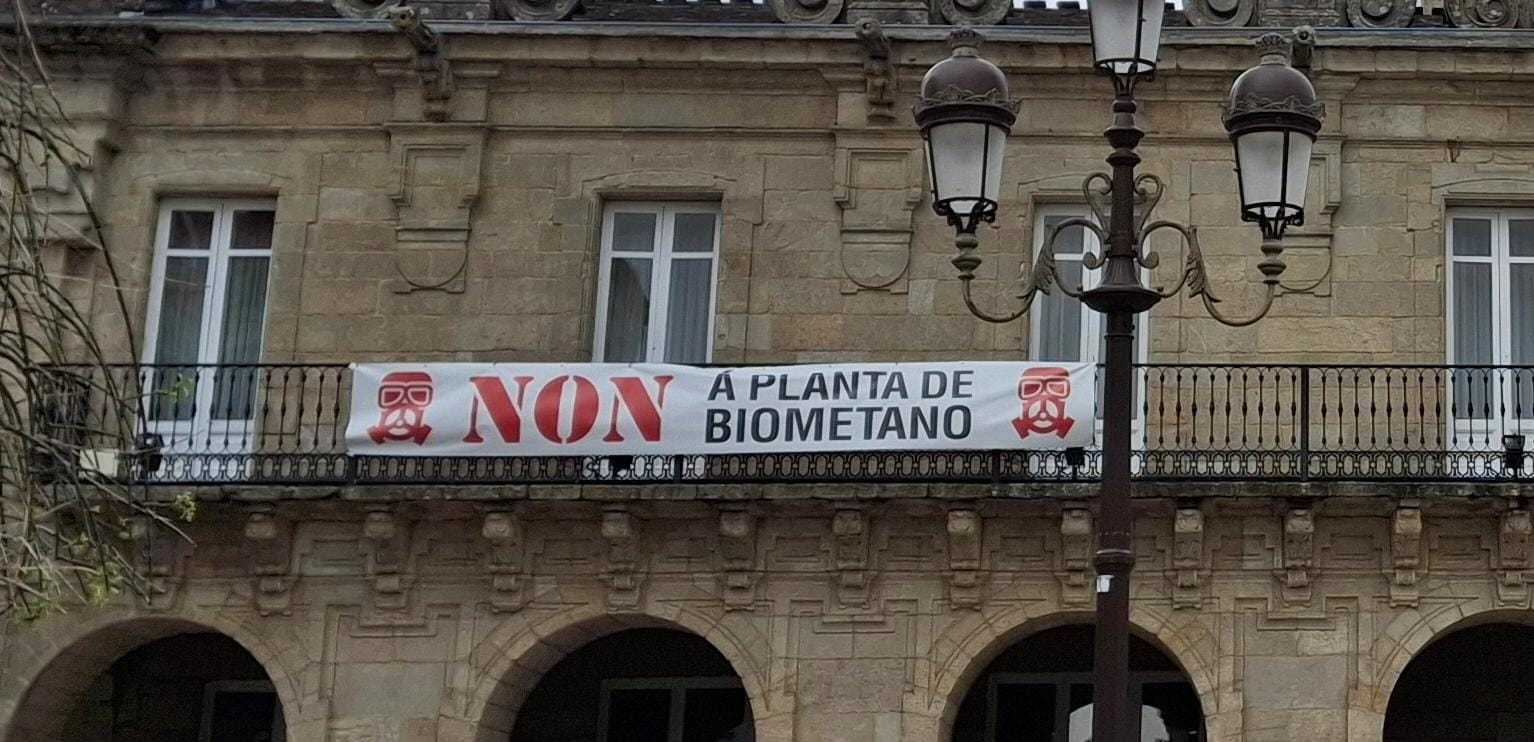 NON
Á PLANTA DE
BIOMETANO